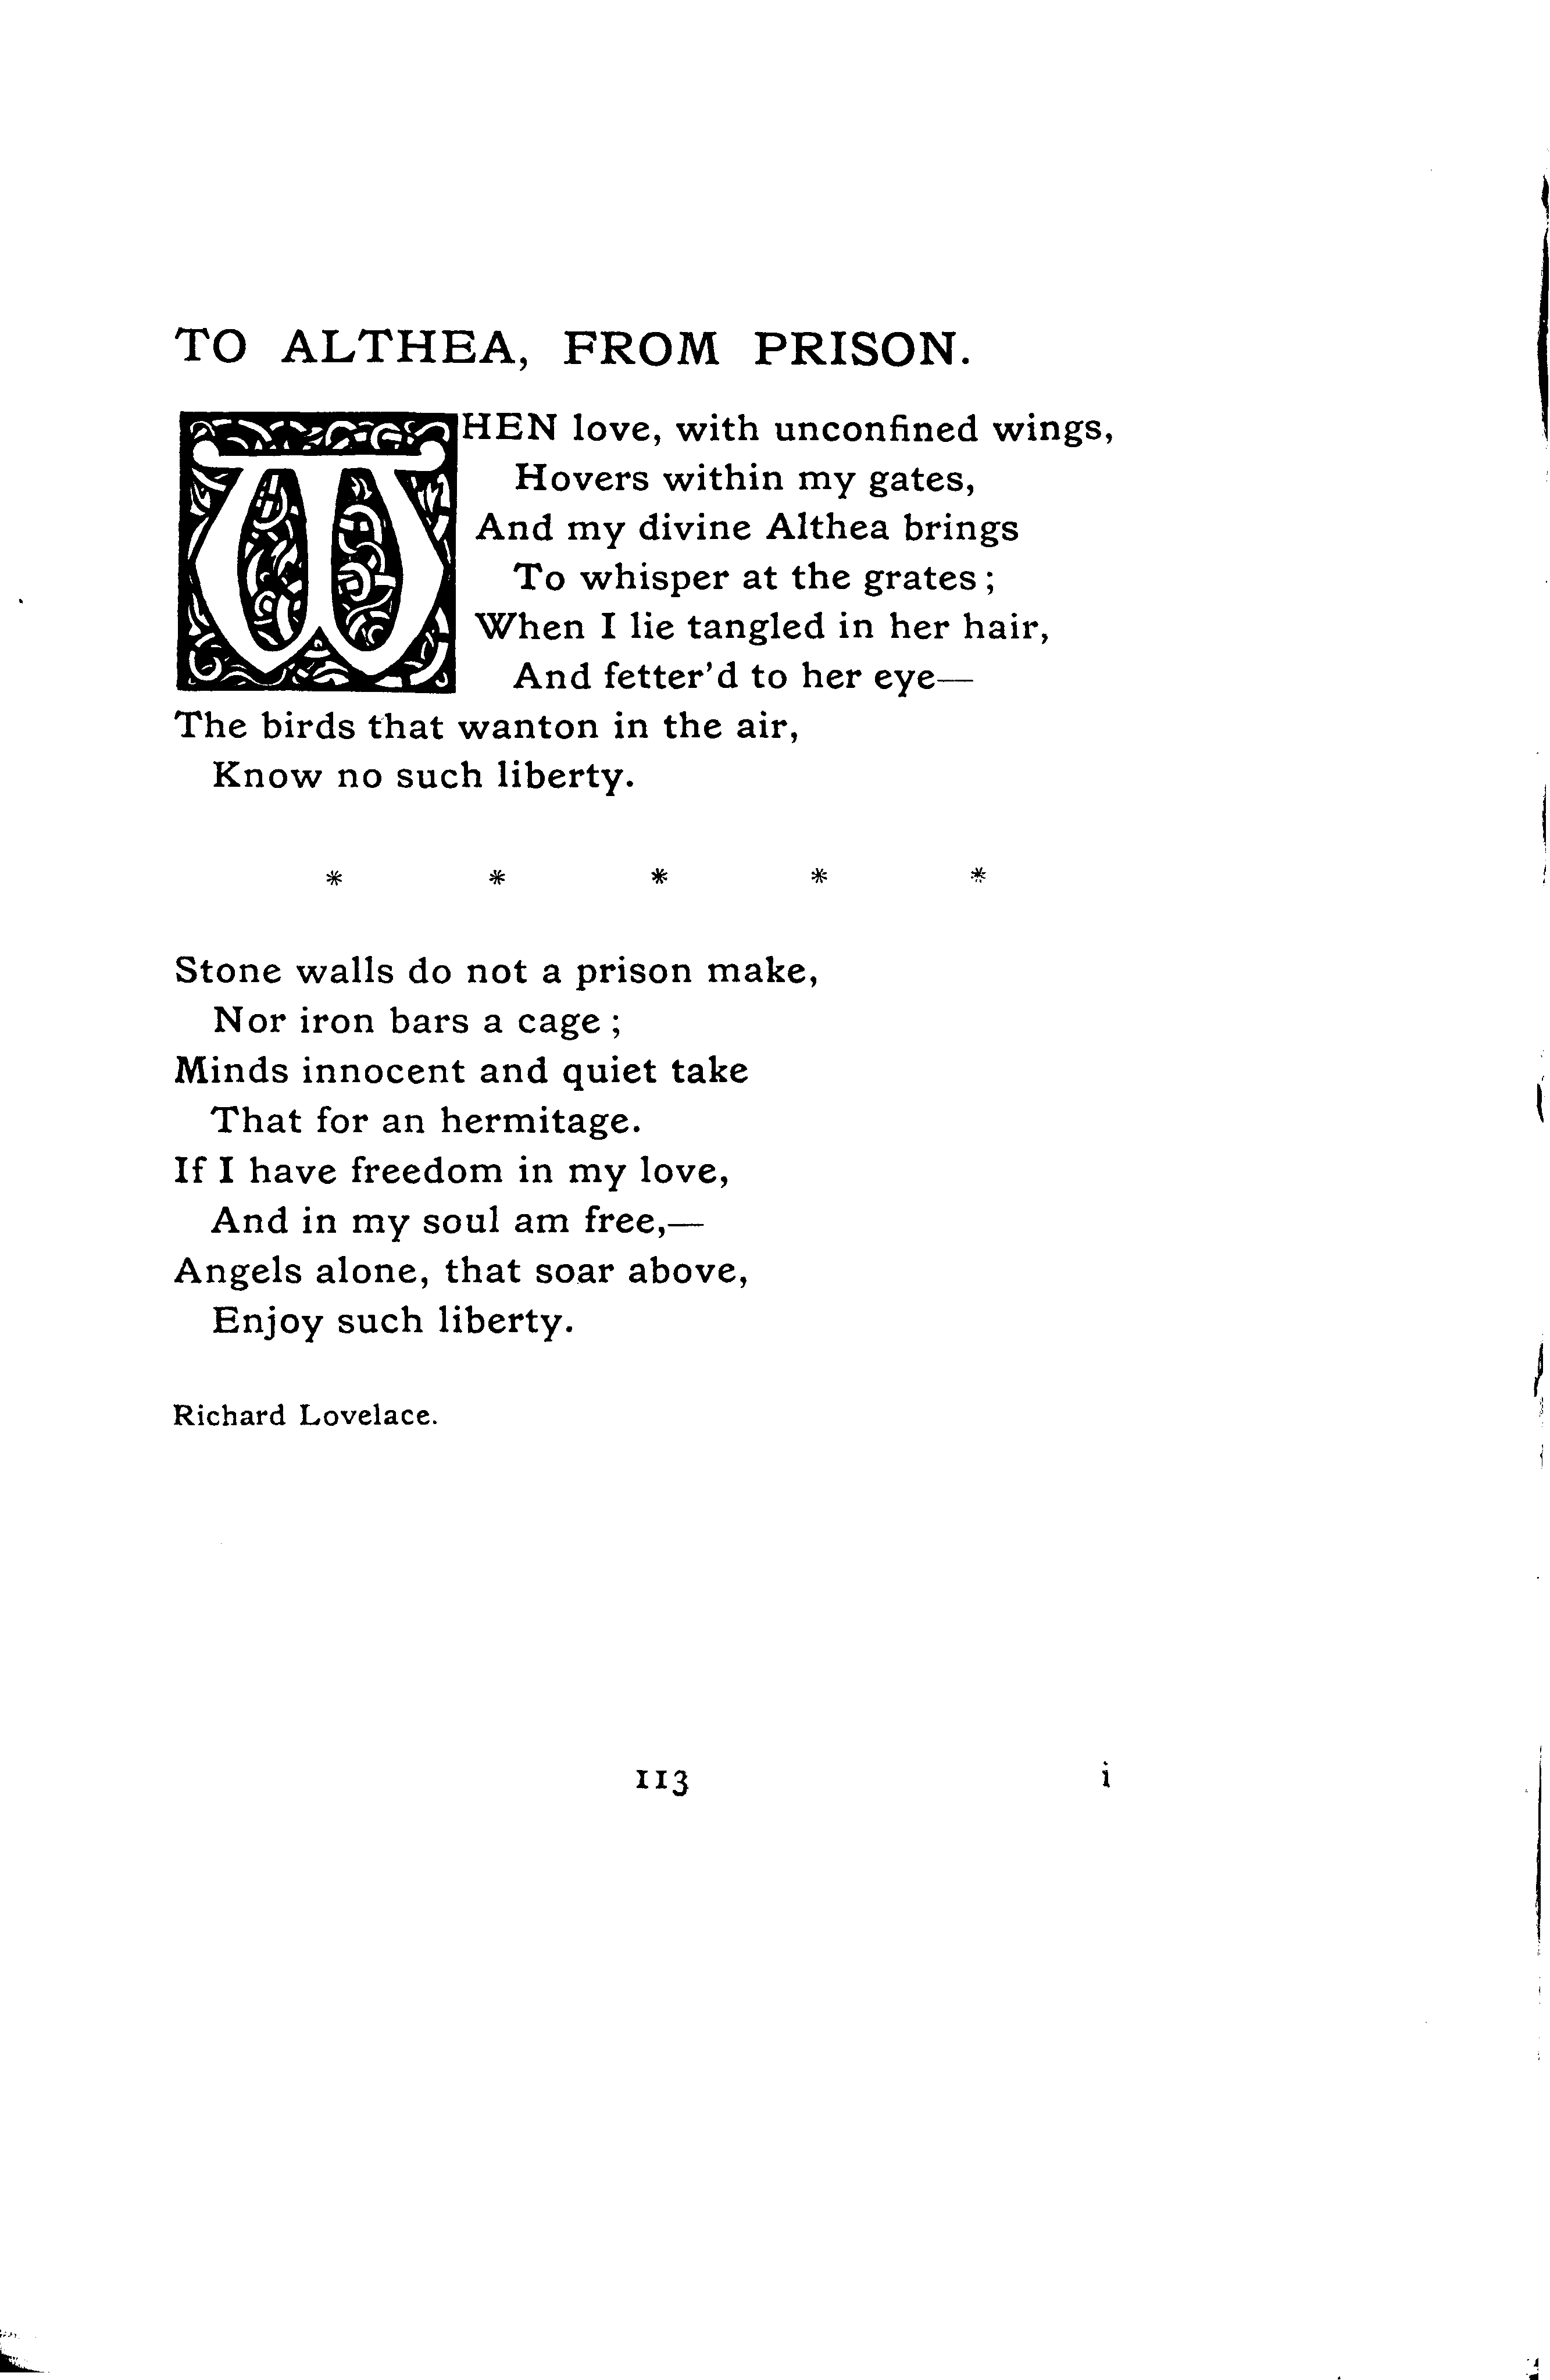 TO ALTHEA, FROM PRISON.
WHEN love, with unconfined wings,
Hovers within my gates,
And my divine Althea brings
To whisper at the grates ;
When I lie tangled in her hair,
And fetter'd to her eye—
The birds that wanton in the air,
Know no such liberty.
* * * * *
Stone walls do not a prison make,
Nor iron bars a cage ;
Minds innocent and quiet take
That for an hermitage.
If I have freedom in my love,
And in my soul am free,—
Angels alone, that soar above,
Enjoy such liberty.
Richard Lovelace.
113 i